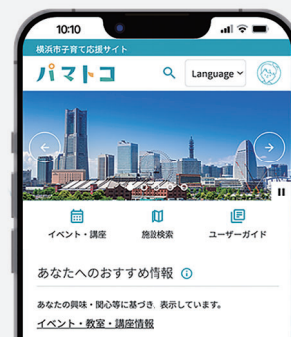 10:10
横浜市子育て応援サイト
パマトコ
Language
イベント・講座
施設検索
ユーザーガイド
あなたへのおすすめ情報
あなたの興味・関心等に基づき、表示しています。
イベント・教室・講座情報